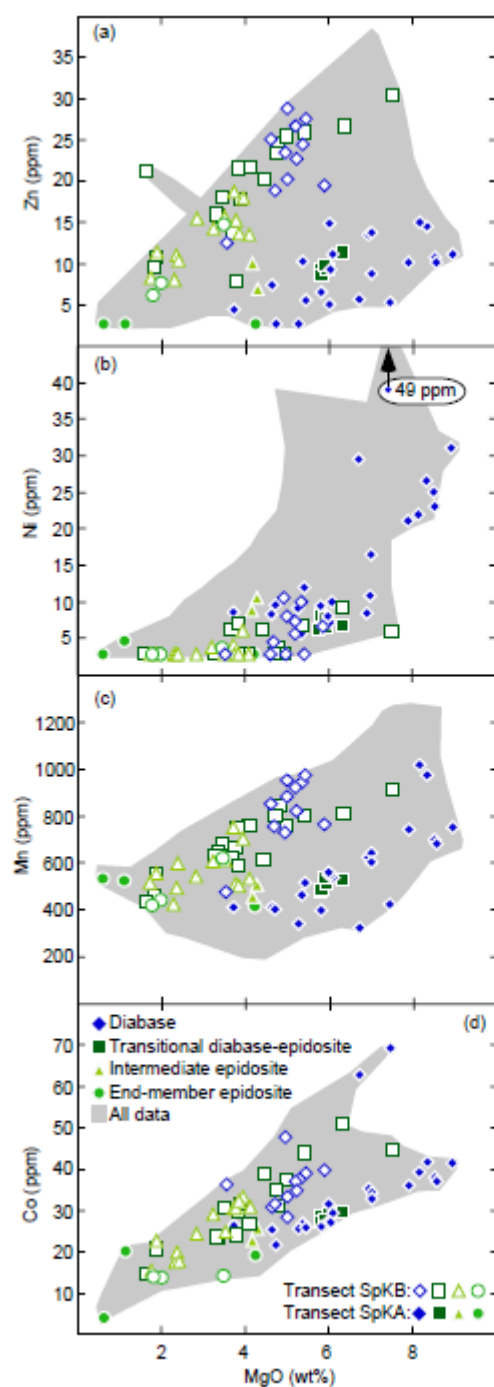 (a)
35
30
25
20
15
10
5
Zn (ppm)
(b)
49 ppm
40
35
30
25
20
15
10
5
Ni (ppm)
(c)
1200
1000
800
600
400
200
Mn (ppm)
(d)
Diabase
Transitional diabase-epidosite
Intermediate epidosite
End-member epidosite
All data
70
60
50
40
30
20
10
Co (ppm)
Transect SpKB:
Transect SpKA:
2 4 6 8
MgO (wt%)